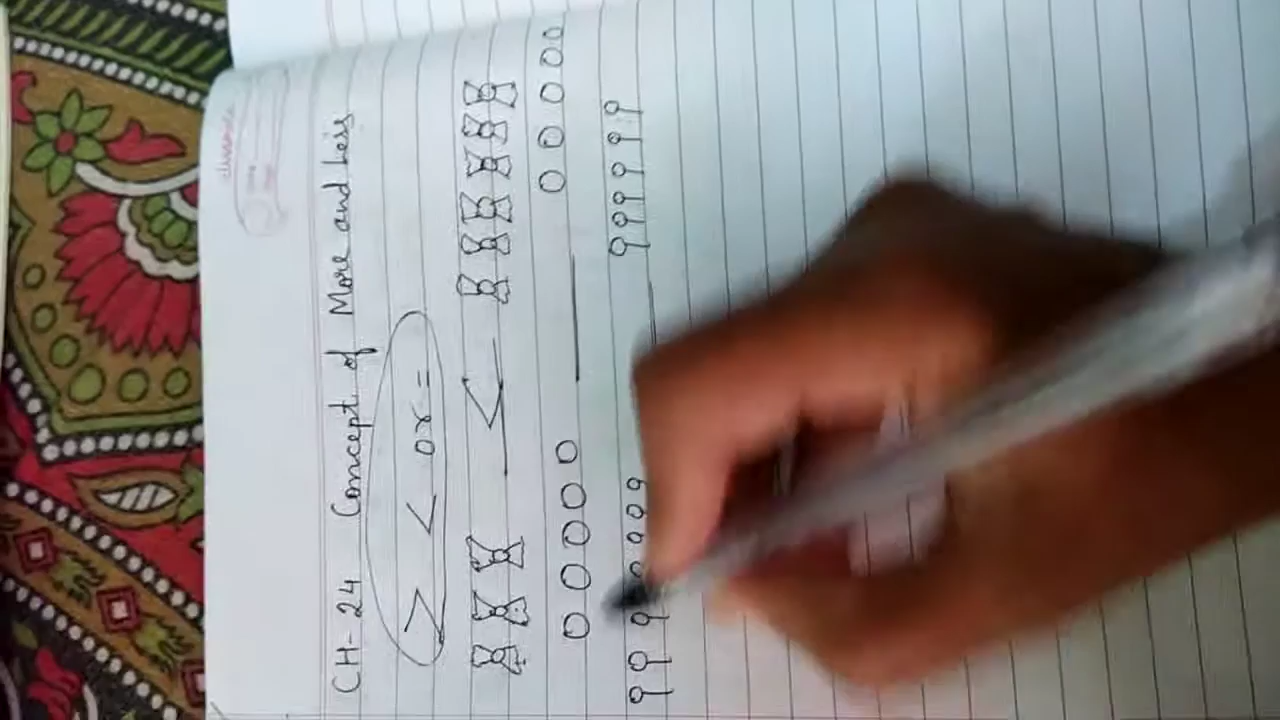 CH-24 Concept of More and Less
> < or =
<